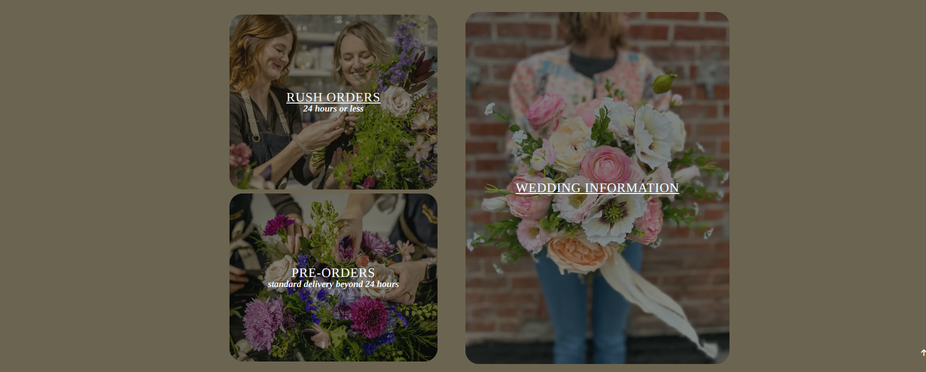 RUSH ORDERS
24 hours or less
PRE-ORDERS
standard delivery beyond 24 hours
WEDDING INFORMATION